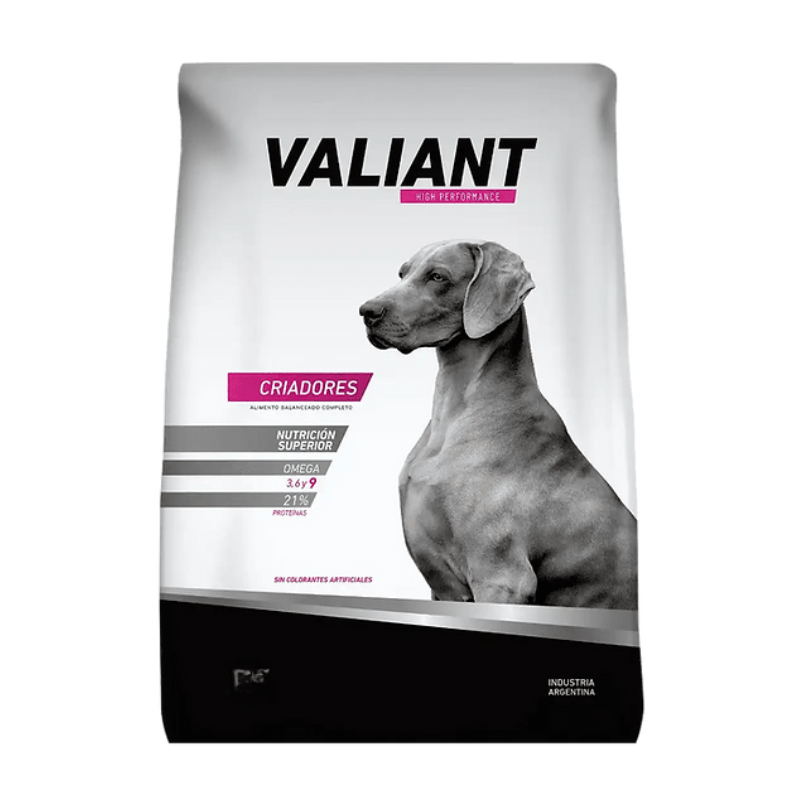 VALIANT
HIGH PERFORMANCE
CRIADORES
ALIMENTO BALANCEADO COMPLETO
NUTRICIÓN
SUPERIOR
OMEGA
3,6 y 9
21%
PROTEÍNAS
SIN COLORANTES ARTIFICIALES
INDUSTRIA
ARGENTINA